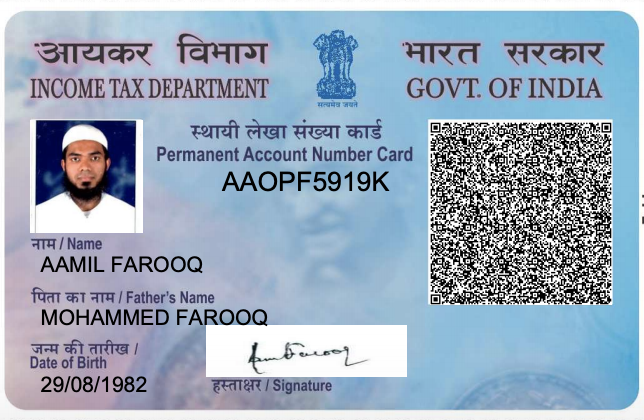 आयकर विभाग
INCOME TAX DEPARTMENT
सत्यमेव जयते
भारत सरकार
GOVT. OF INDIA
स्थायी लेखा संख्या कार्ड
Permanent Account Number Card
AAOPF5919K
नाम / Name
AAMIL FAROOQ
पिता का नाम / Father's Name
MOHAMMED FAROOQ
जन्म की तारीख /
Date of Birth
29/08/1982
हस्ताक्षर / Signature